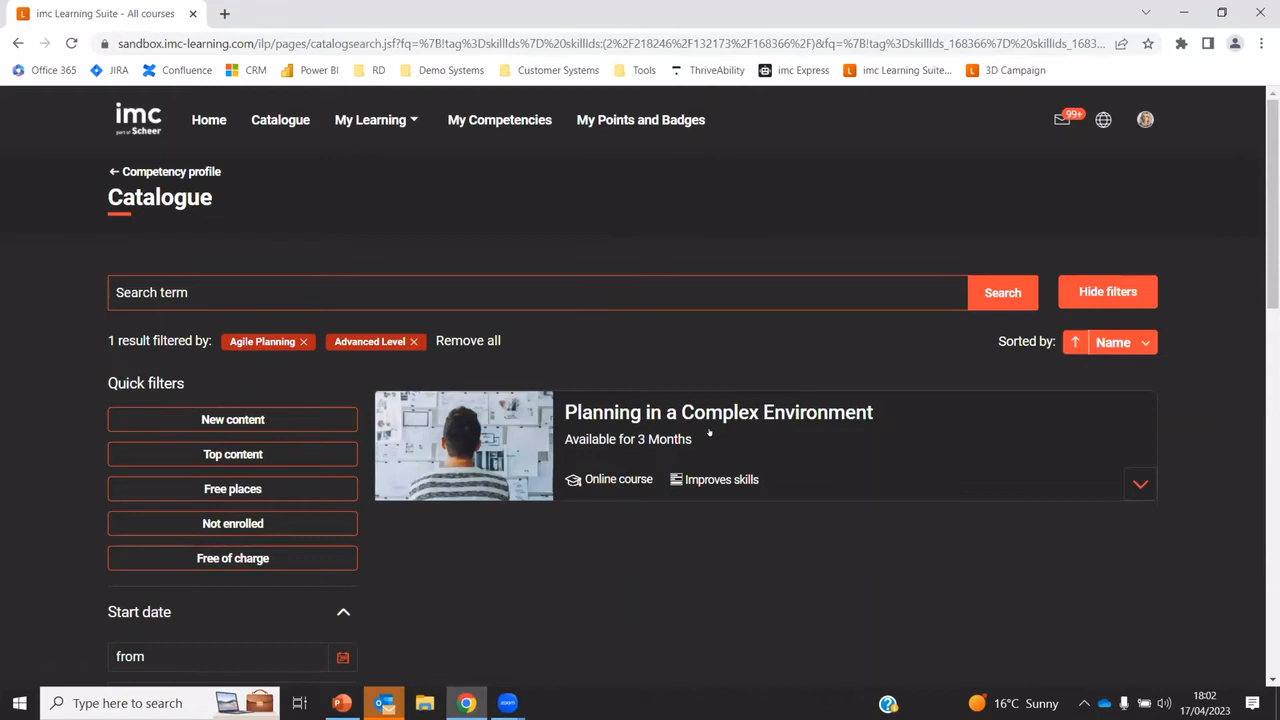 imc Learning Suite - All courses
sandbox.imc-learning.com/ilp/pages/catalogsearch.jsf?fq=%7B!tag%3DskillIds%7D%20skillIds:(2%2F218246%2F132173%2F168366%2F)&fq=%7B!tag%3DskillIds_168366%7D%20skillIds_1683...
Office 365 JIRA Confluence CRM Power BI RD Demo Systems Customer Systems Tools ThriveAbility imc Express imc Learning Suite... 3D Campaign
imc
part of Scheer
Home Catalogue My Learning My Competencies My Points and Badges 99+
Competency profile
Catalogue
Search term Search Hide filters
1 result filtered by: Agile Planning Advanced Level Remove all Sorted by: Name
Quick filters
New content
Top content
Free places
Not enrolled
Free of charge
Planning in a Complex Environment
Available for 3 Months
Online course Improves skills
Start date
from
Type here to search
16°C Sunny
18:02
17/04/2023